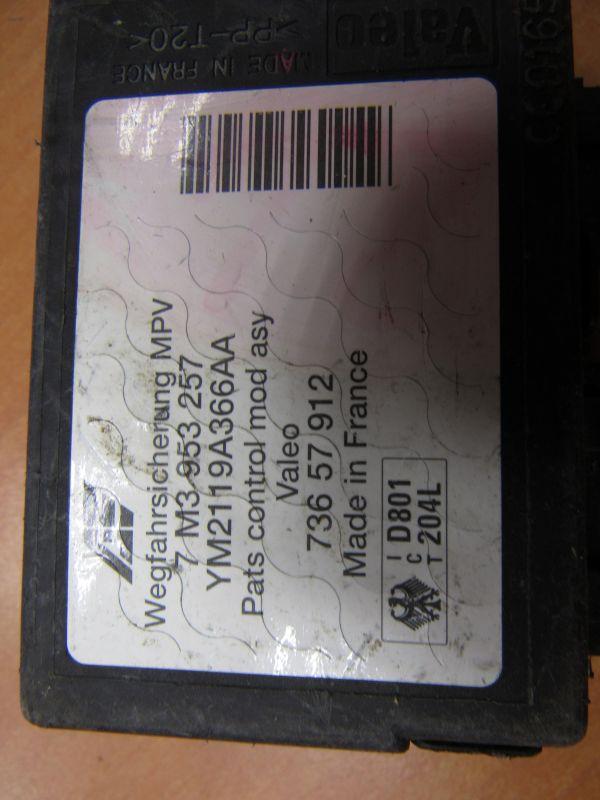 Valeo
>PP-T20<
MADE IN FRANCE
Wegfahrsicherung MPV
7 M3 953 257
YM2119A366AA
Pats control mod asy
Valeo
736 57 912
Made in France
ICT
D801
204L